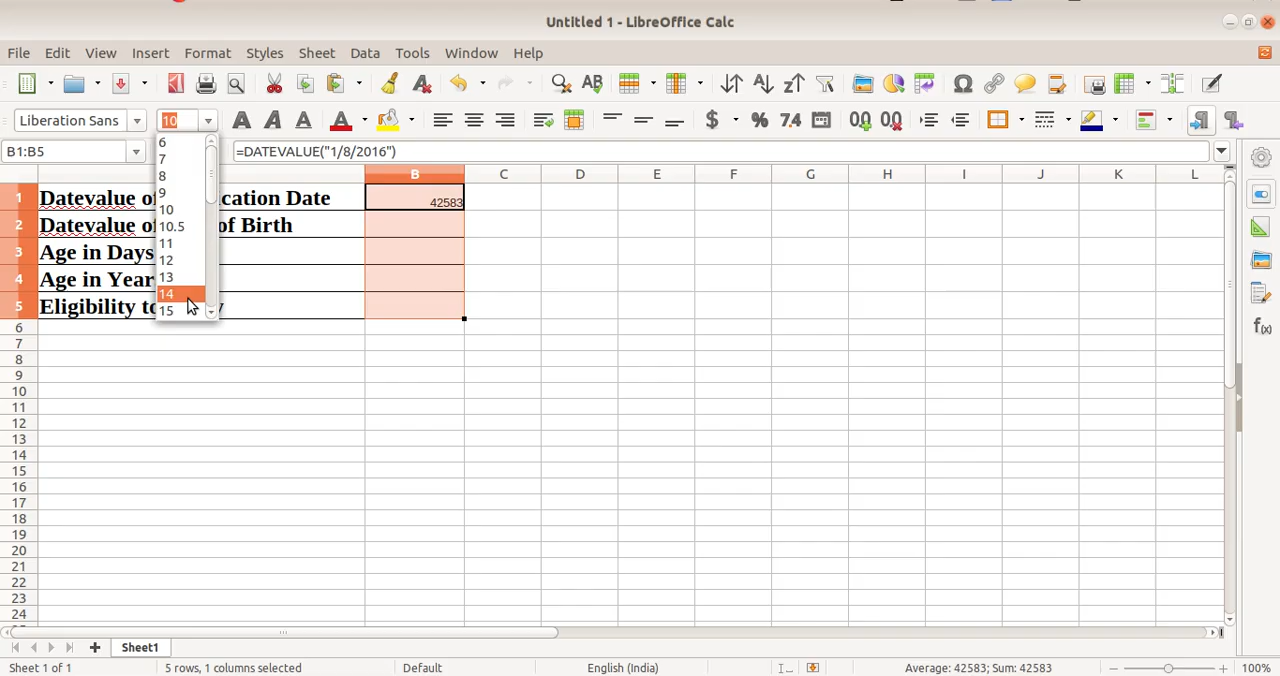 Untitled 1 - LibreOffice Calc
File Edit View Insert Format Styles Sheet Data Tools Window Help
Liberation Sans 10
B1:B5 =DATEVALUE("1/8/2016")
6
7
8
9
10
10.5
11
12
13
14
15
A B C D E F G H I J K L
1 Datevalue of cation Date 42583
2 Datevalue of of Birth
3 Age in Days
4 Age in Year
5 Eligibility to y
6
7
8
9
10
11
12
13
14
15
16
17
18
19
20
21
22
23
24
Sheet1
Sheet 1 of 1 5 rows, 1 columns selected Default English (India) Average: 42583; Sum: 42583 100%